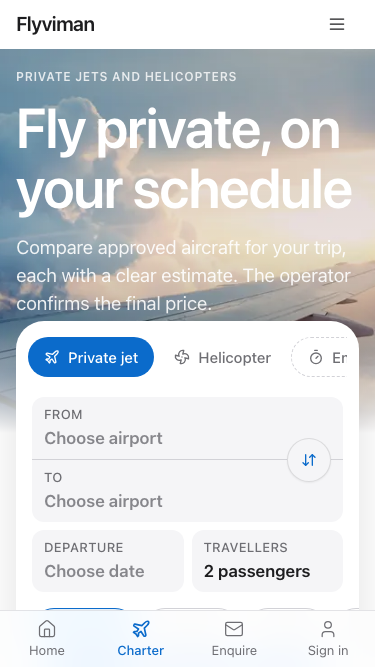 Flyviman
PRIVATE JETS AND HELICOPTERS
Fly private, on
your schedule
Compare approved aircraft for your trip,
each with a clear estimate. The operator
confirms the final price.
Private jet
Helicopter
FROM
Choose airport
TO
Choose airport
DEPARTURE
Choose date
TRAVELLERS
2 passengers
Home
Charter
Enquire
Sign in